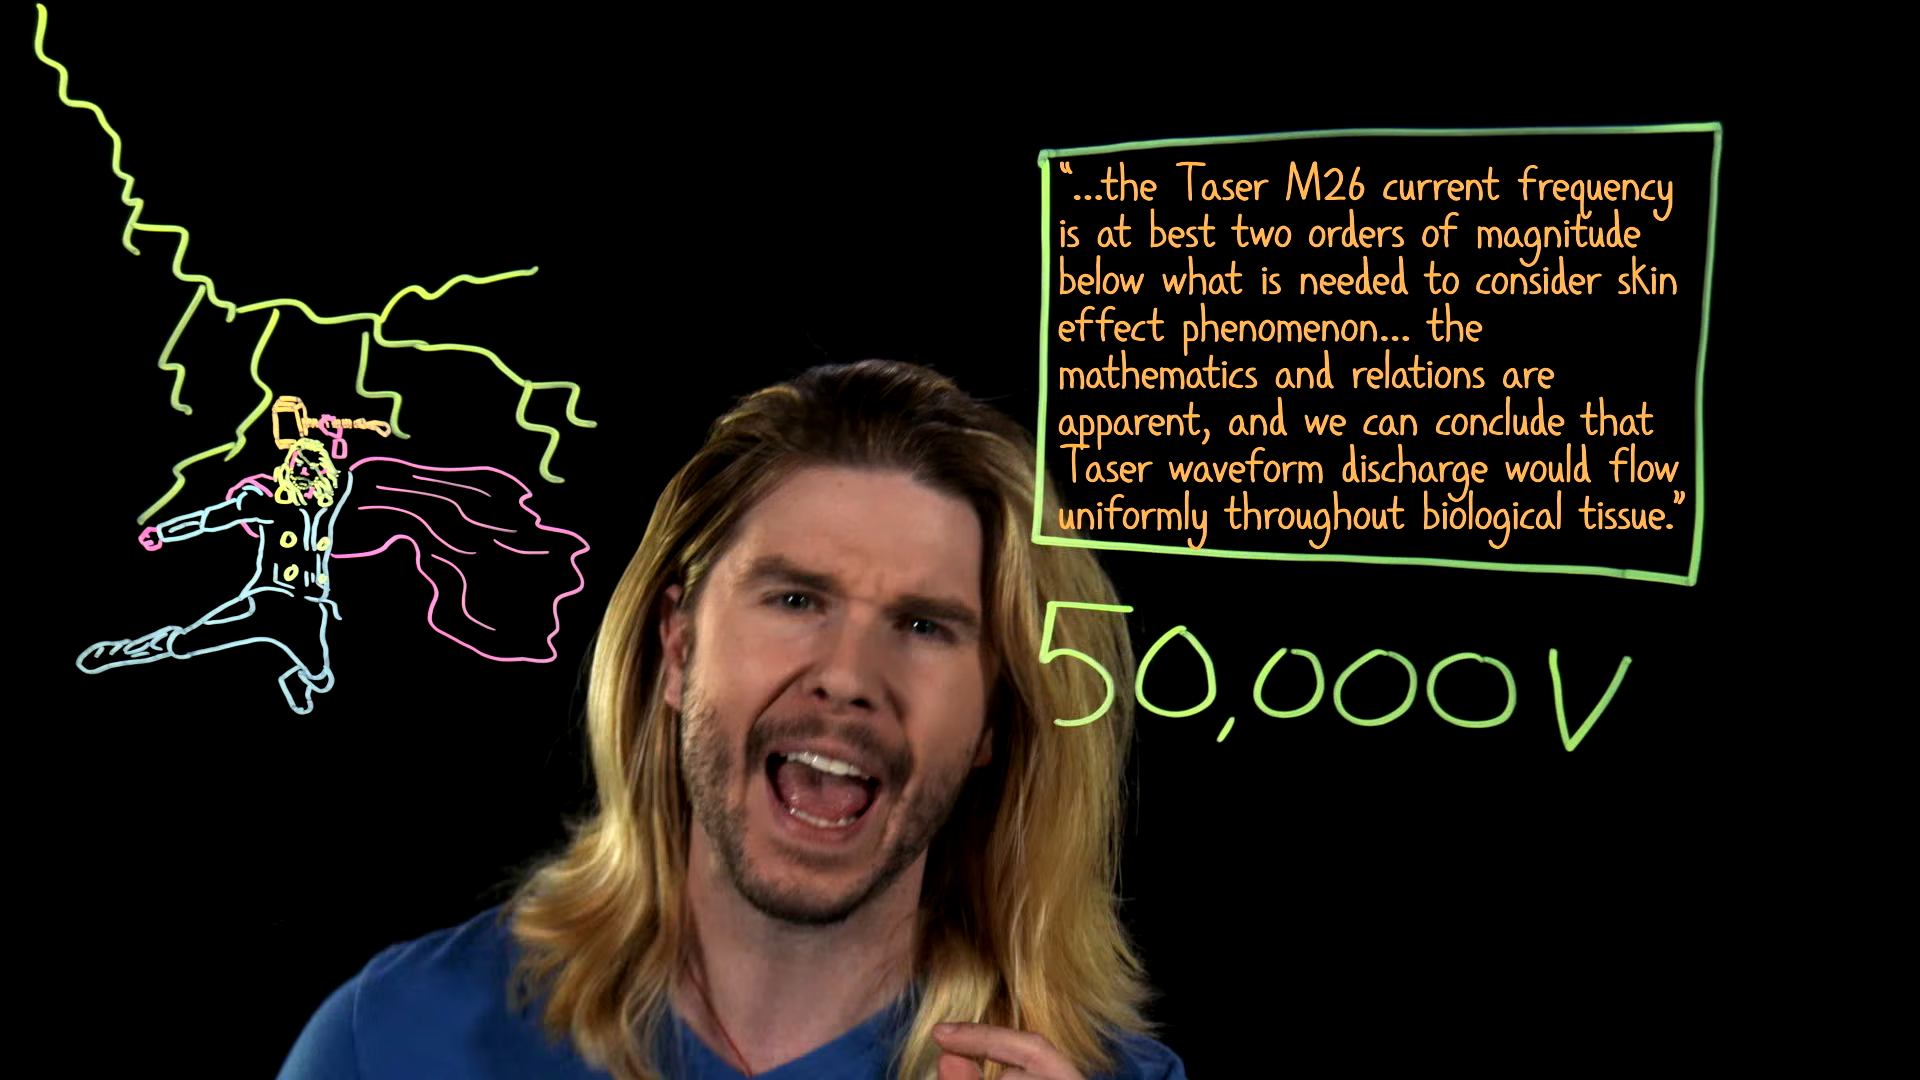 “...the Taser M26 current frequency
is at best two orders of magnitude
below what is needed to consider skin
effect phenomenon... the
mathematics and relations are
apparent, and we can conclude that
Taser waveform discharge would flow
uniformly throughout biological tissue.”
50,000 V